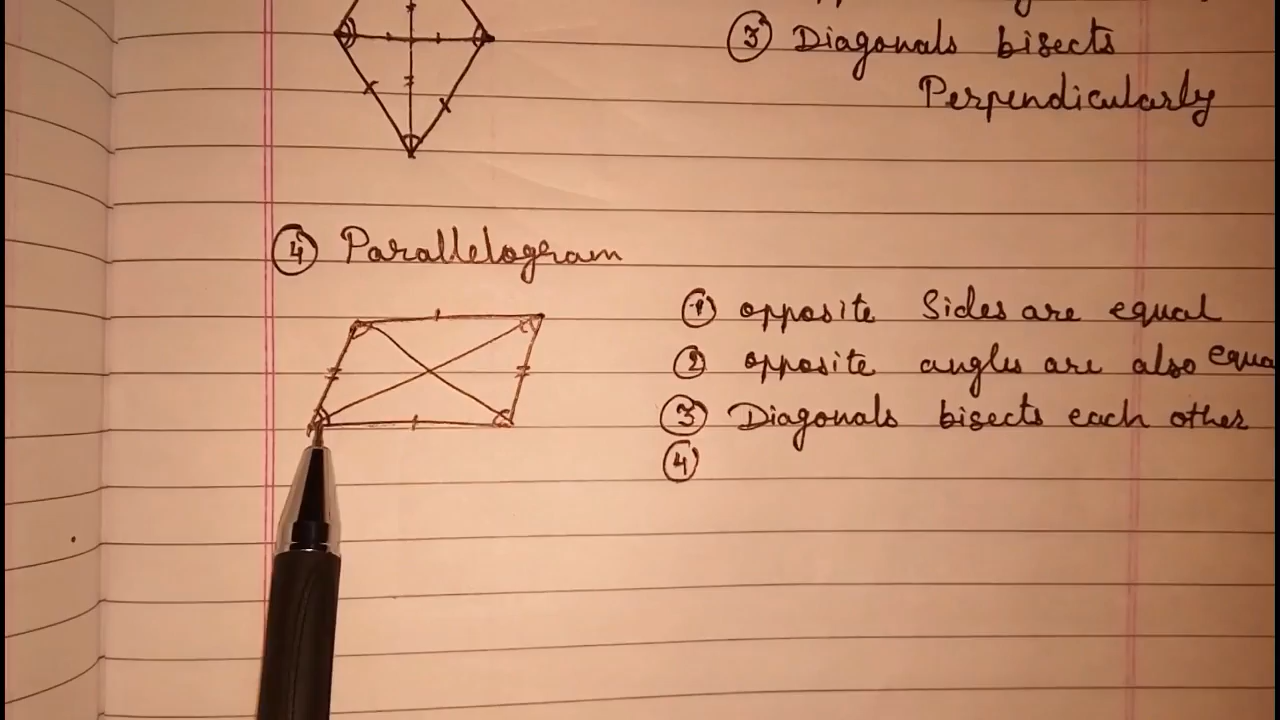 ③ Diagonals bisects
Perpendicularly
④ Parallelogram
① opposite Sides are equal
② opposite angles are also equa
③ Diagonals bisects each other
④